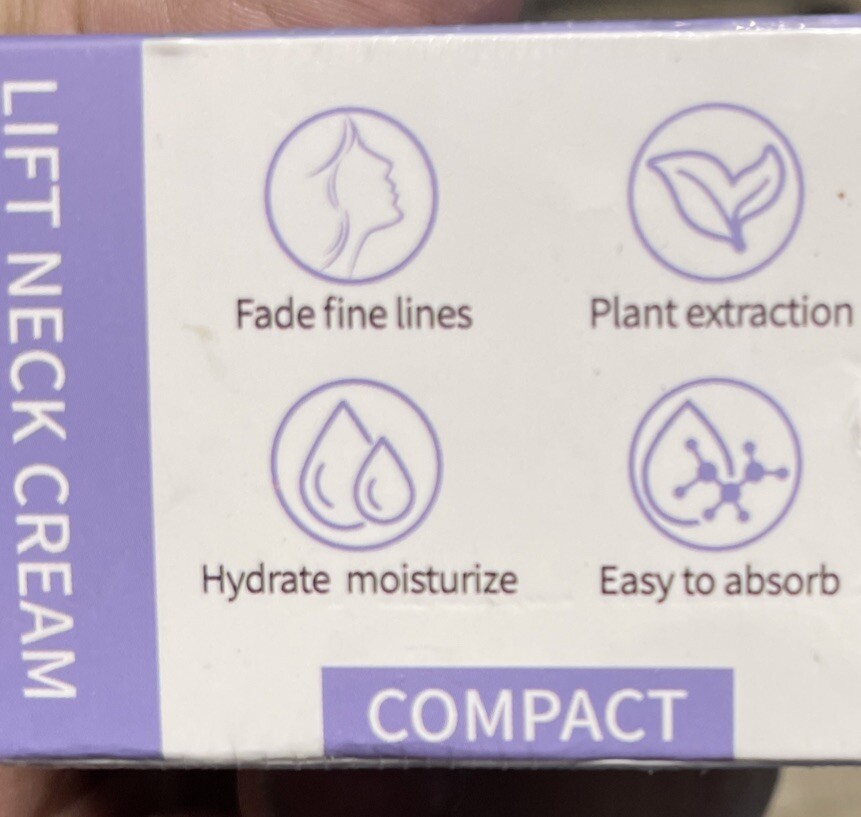 LIFT NECK CREAM
Fade fine lines
Plant extraction
Hydrate moisturize
Easy to absorb
COMPACT